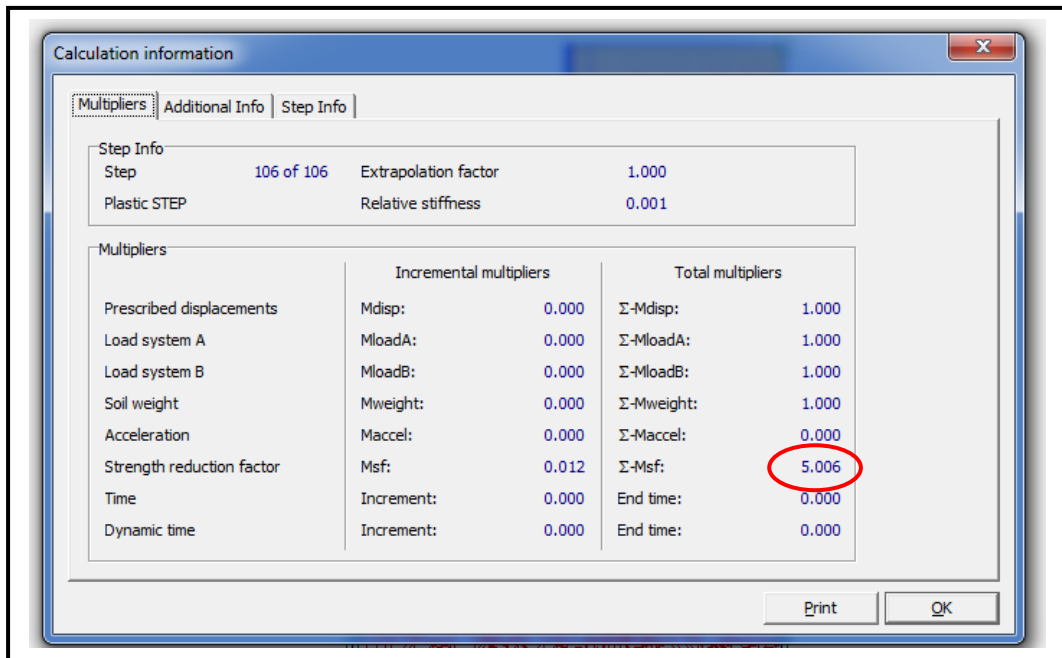 Calculation information
Multipliers Additional Info Step Info
Step Info
Step 106 of 106 Extrapolation factor 1.000
Plastic STEP Relative stiffness 0.001
Multipliers
Incremental multipliers Total multipliers
Prescribed displacements Mdisp: 0.000 Σ-Mdisp: 1.000
Load system A MloadA: 0.000 Σ-MloadA: 1.000
Load system B MloadB: 0.000 Σ-MloadB: 1.000
Soil weight Mweight: 0.000 Σ-Mweight: 1.000
Acceleration Maccel: 0.000 Σ-Maccel: 0.000
Strength reduction factor Msf: 0.012 Σ-Msf: 5.006
Time Increment: 0.000 End time: 0.000
Dynamic time Increment: 0.000 End time: 0.000
Print OK